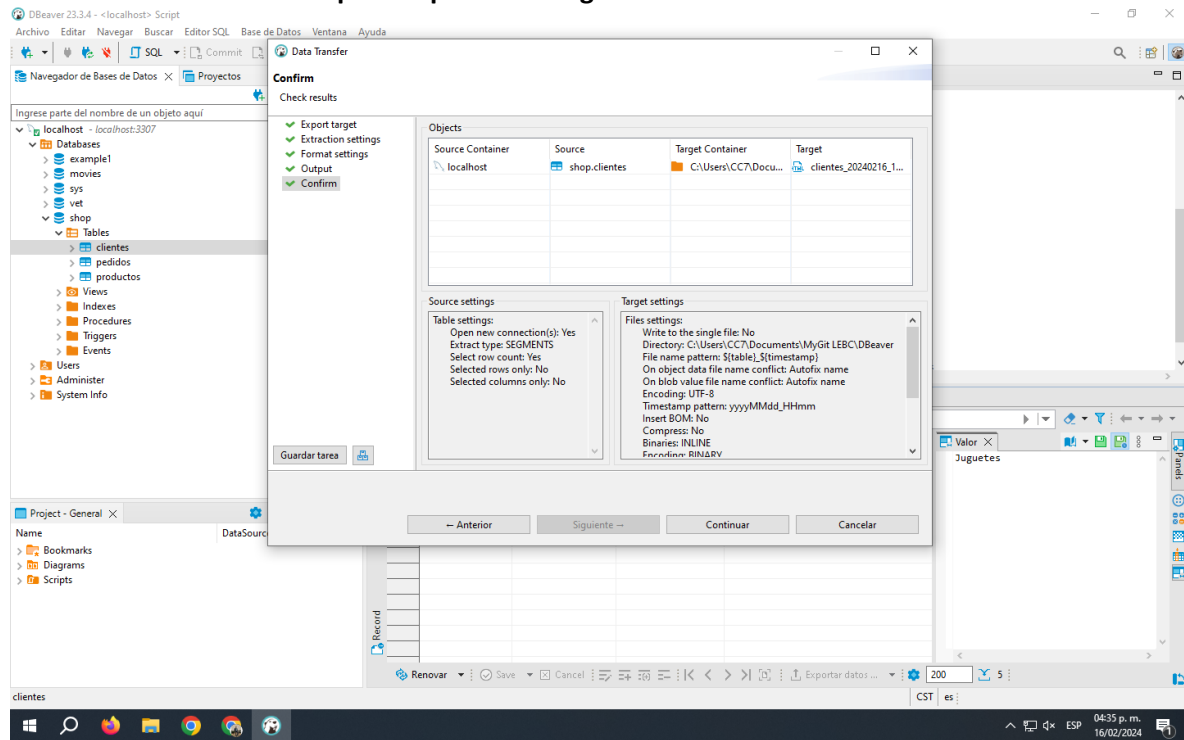 DBeaver 23.3.4 - <localhost> Script
Archivo Editar Navegar Buscar Editor SQL Base de Datos Ventana Ayuda
SQL Commit
Navegador de Bases de Datos Proyectos
Ingrese parte del nombre de un objeto aquí
localhost - localhost:3307
Databases
example1
movies
sys
vet
shop
Tables
clientes
pedidos
productos
Views
Indexes
Procedures
Triggers
Events
Users
Administer
System Info
Data Transfer
Confirm
Check results
Export target
Extraction settings
Format settings
Output
Confirm
Objects
Source Container Source Target Container Target
localhost shop.clientes C:\Users\CC7\Docu... clientes_20240216_1...
Source settings
Table settings:
Open new connection(s): Yes
Extract type: SEGMENTS
Select row count: Yes
Selected rows only: No
Selected columns only: No
Target settings
Files settings:
Write to the single file: No
Directory: C:\Users\CC7\Documents\MyGit LEBC\DBeaver
File name pattern: ${table}_${timestamp}
On object data file name conflict: Autofix name
On blob value file name conflict: Autofix name
Encoding: UTF-8
Timestamp pattern: yyyyMMdd_HHmm
Insert BOM: No
Compress: No
Binaries: INLINE
Encoding: BINARY
Guardar tarea
← Anterior Siguiente → Continuar Cancelar
Valor
Juguetes
Panels
Project - General
Name DataSourc
Bookmarks
Diagrams
Scripts
Record
Renovar Save Cancel Exportar datos ... 200 5
clientes CST es
ESP 04:35 p. m.
16/02/2024